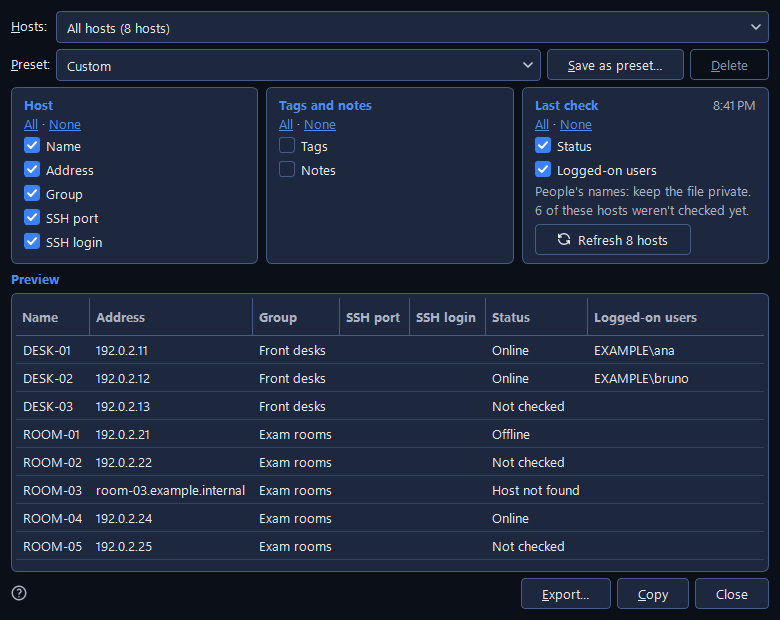 Hosts: All hosts (8 hosts)
Preset: Custom Save as preset... Delete
Host
All · None
Name
Address
Group
SSH port
SSH login
Tags and notes
All · None
Tags
Notes
Last check 8:41 PM
All · None
Status
Logged-on users
People's names: keep the file private.
6 of these hosts weren't checked yet.
Refresh 8 hosts
Preview
Name Address Group SSH port SSH login Status Logged-on users
DESK-01 192.0.2.11 Front desks Online EXAMPLE\ana
DESK-02 192.0.2.12 Front desks Online EXAMPLE\bruno
DESK-03 192.0.2.13 Front desks Not checked
ROOM-01 192.0.2.21 Exam rooms Offline
ROOM-02 192.0.2.22 Exam rooms Not checked
ROOM-03 room-03.example.internal Exam rooms Host not found
ROOM-04 192.0.2.24 Exam rooms Online
ROOM-05 192.0.2.25 Exam rooms Not checked
? Export... Copy Close